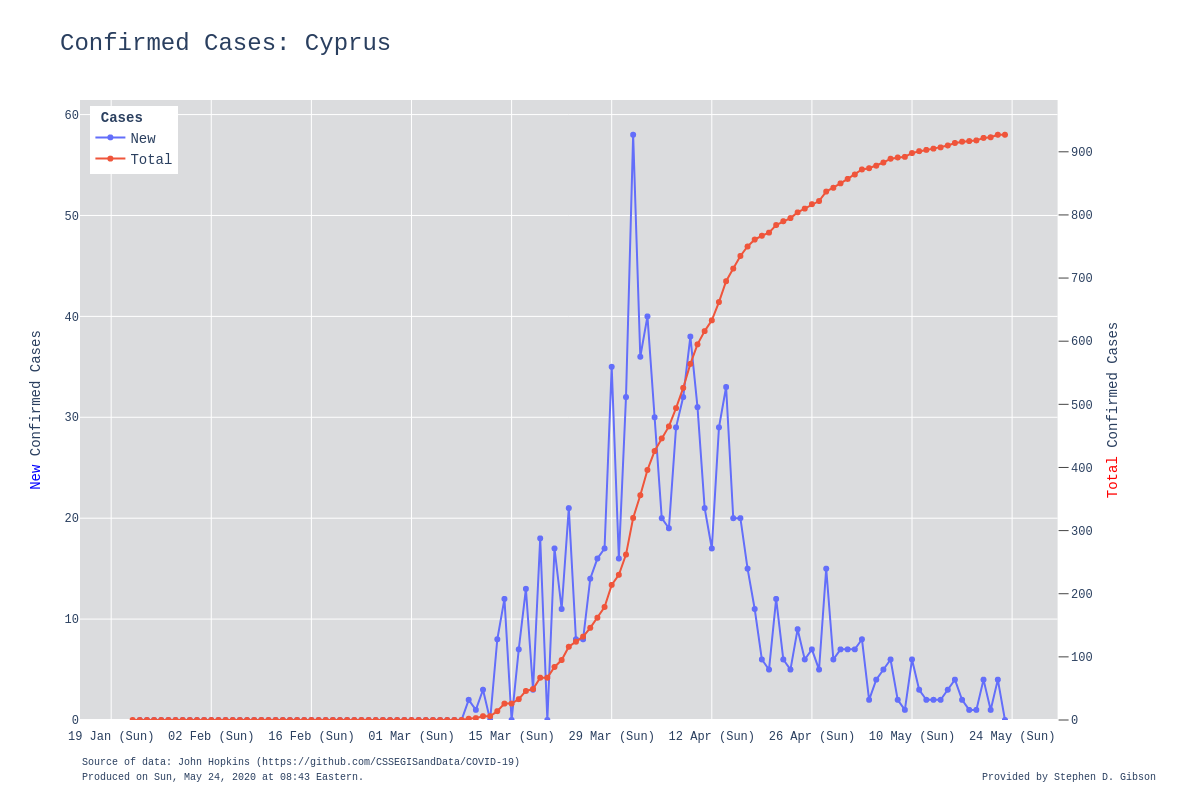 Confirmed Cases: Cyprus
Cases
New
Total
60
50
40
30
20
10
0
New Confirmed Cases
900
800
700
600
500
400
300
200
100
0
Total Confirmed Cases
19 Jan (Sun) 02 Feb (Sun) 16 Feb (Sun) 01 Mar (Sun) 15 Mar (Sun) 29 Mar (Sun) 12 Apr (Sun) 26 Apr (Sun) 10 May (Sun) 24 May (Sun)
Source of data: John Hopkins (https://github.com/CSSEGISandData/COVID-19)
Produced on Sun, May 24, 2020 at 08:43 Eastern.
Provided by Stephen D. Gibson